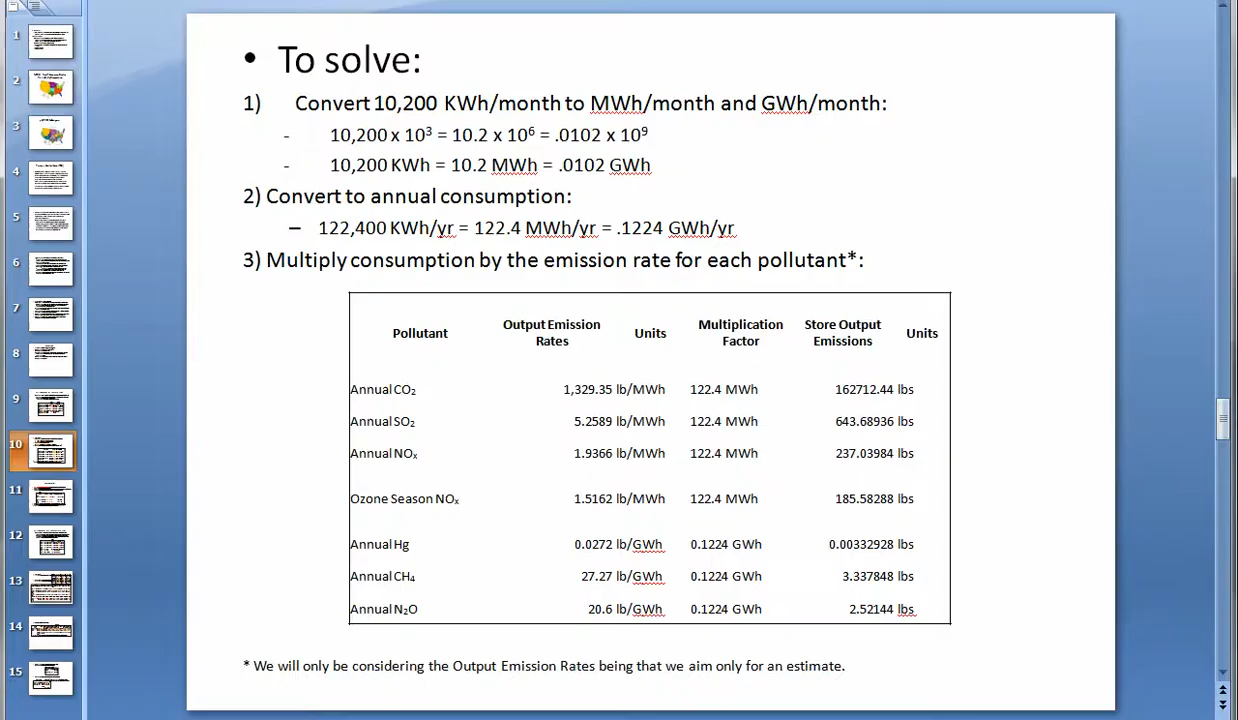 • To solve:
1) Convert 10,200 KWh/month to MWh/month and GWh/month:
- 10,200 x 10³ = 10.2 x 10⁶ = .0102 x 10⁹
- 10,200 KWh = 10.2 MWh = .0102 GWh
2) Convert to annual consumption:
– 122,400 KWh/yr = 122.4 MWh/yr = .1224 GWh/yr
3) Multiply consumption by the emission rate for each pollutant*:
Pollutant Output Emission Rates Units Multiplication Factor Store Output Emissions Units
Annual CO₂ 1,329.35 lb/MWh 122.4 MWh 162712.44 lbs
Annual SO₂ 5.2589 lb/MWh 122.4 MWh 643.68936 lbs
Annual NOₓ 1.9366 lb/MWh 122.4 MWh 237.03984 lbs
Ozone Season NOₓ 1.5162 lb/MWh 122.4 MWh 185.58288 lbs
Annual Hg 0.0272 lb/GWh 0.1224 GWh 0.00332928 lbs
Annual CH₄ 27.27 lb/GWh 0.1224 GWh 3.337848 lbs
Annual N₂O 20.6 lb/GWh 0.1224 GWh 2.52144 lbs
* We will only be considering the Output Emission Rates being that we aim only for an estimate.
1
2
3
4
5
6
7
8
9
10
11
12
13
14
15